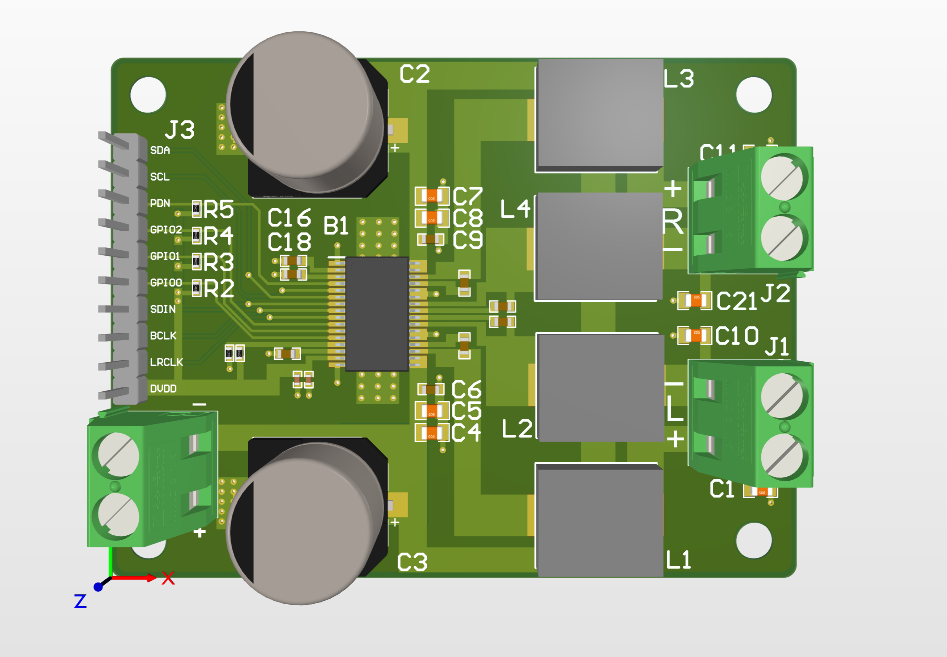 C2
L3
J3
C11
SDA
SCL
+
C7
PDN
L4
R5
C16
B1
C8
R
GPIO2
R4
C18
C9
−
GPIO1
R3
GPIO0
R2
J2
C21
SDIN
BCLK
C10
J1
LRCLK
−
DVDD
C6
L
−
C5
L2
C4
+
C1
+
+
C3
L1
X
Z
+